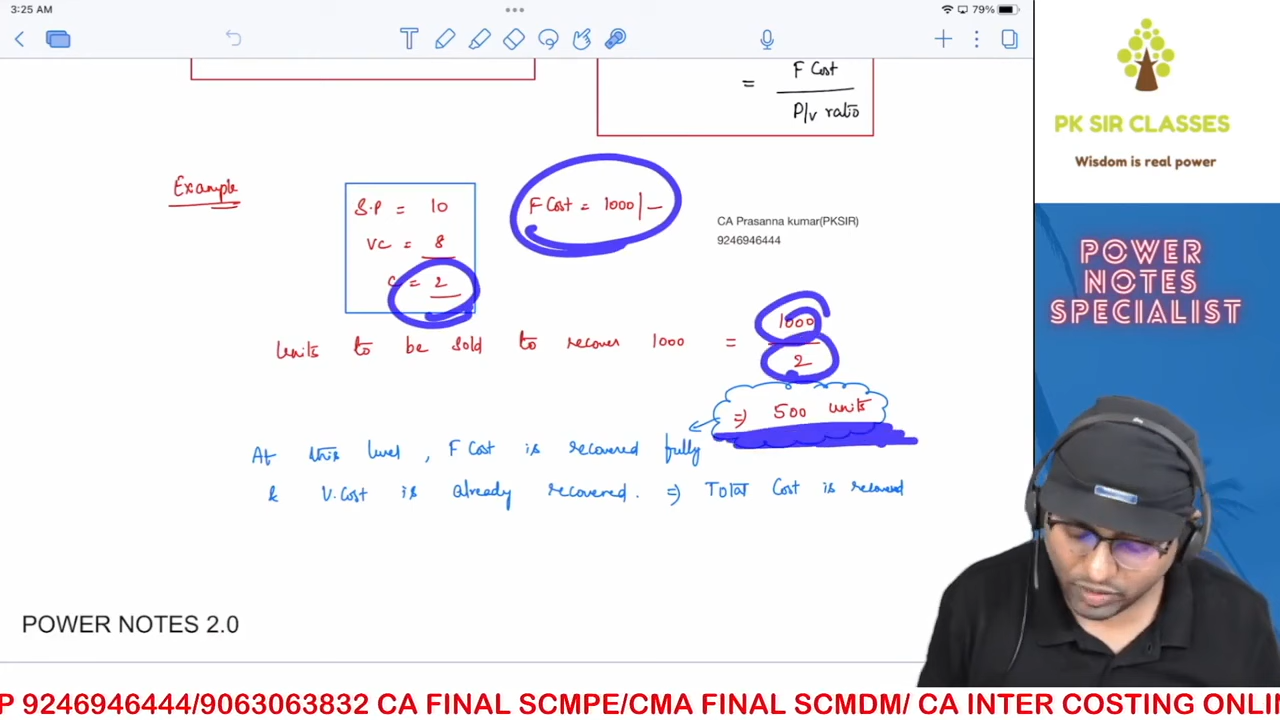 3:25 AM
79%
T
= F Cost
P/v ratio
PK SIR CLASSES
Wisdom is real power
Example
S.P = 10
VC = 8
C = 2
F Cost = 1000/-
CA Prasanna kumar(PKSIR)
9246946444
POWER
NOTES
SPECIALIST
Units to be sold to recover 1000 = 1000
2
=) 500 units
At this level, F Cost is recovered fully
& V.Cost is already recovered. =) Total Cost is recovered
POWER NOTES 2.0
P 9246946444/9063063832 CA FINAL SCMPE/CMA FINAL SCMDM/ CA INTER COSTING ONLI